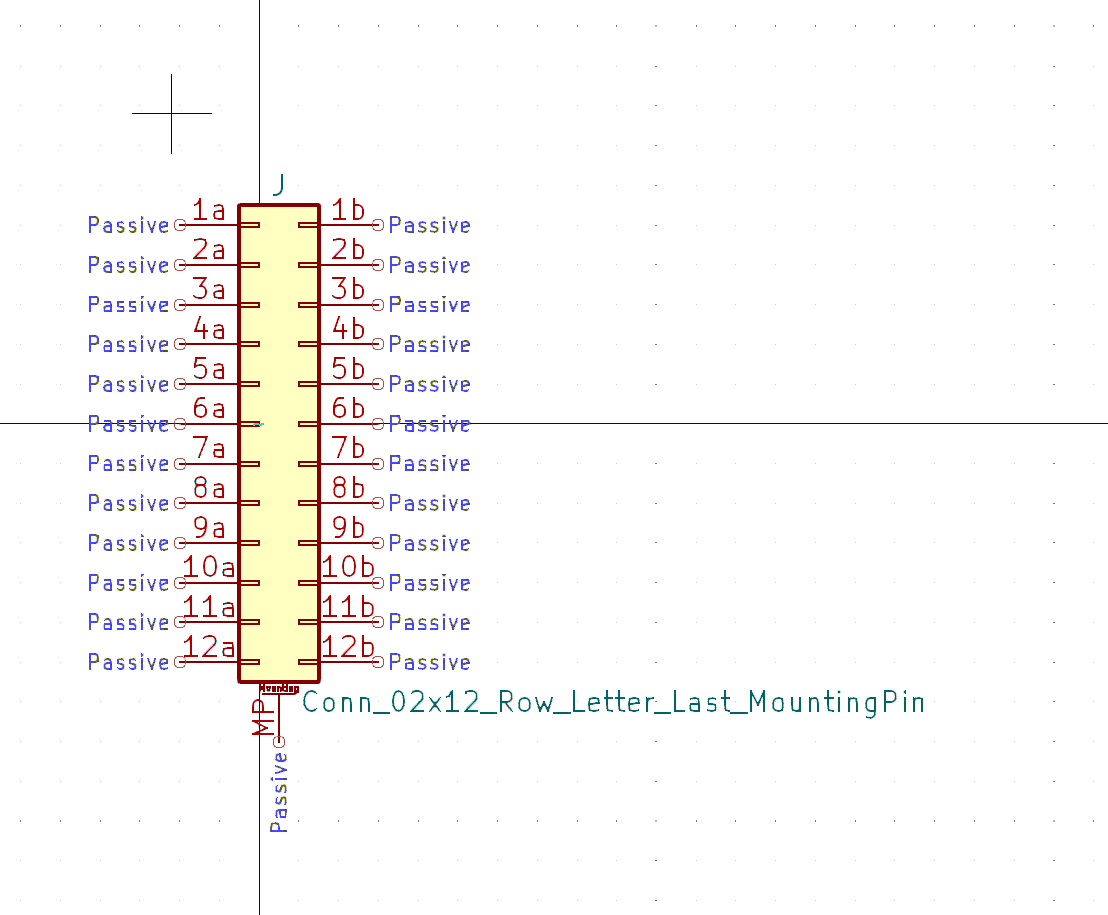 J
Passive 1a 1b Passive
Passive 2a 2b Passive
Passive 3a 3b Passive
Passive 4a 4b Passive
Passive 5a 5b Passive
Passive 6a 6b Passive
Passive 7a 7b Passive
Passive 8a 8b Passive
Passive 9a 9b Passive
Passive 10a 10b Passive
Passive 11a 11b Passive
Passive 12a 12b Passive
Mounting
Conn_02x12_Row_Letter_Last_MountingPin
MP
Passive